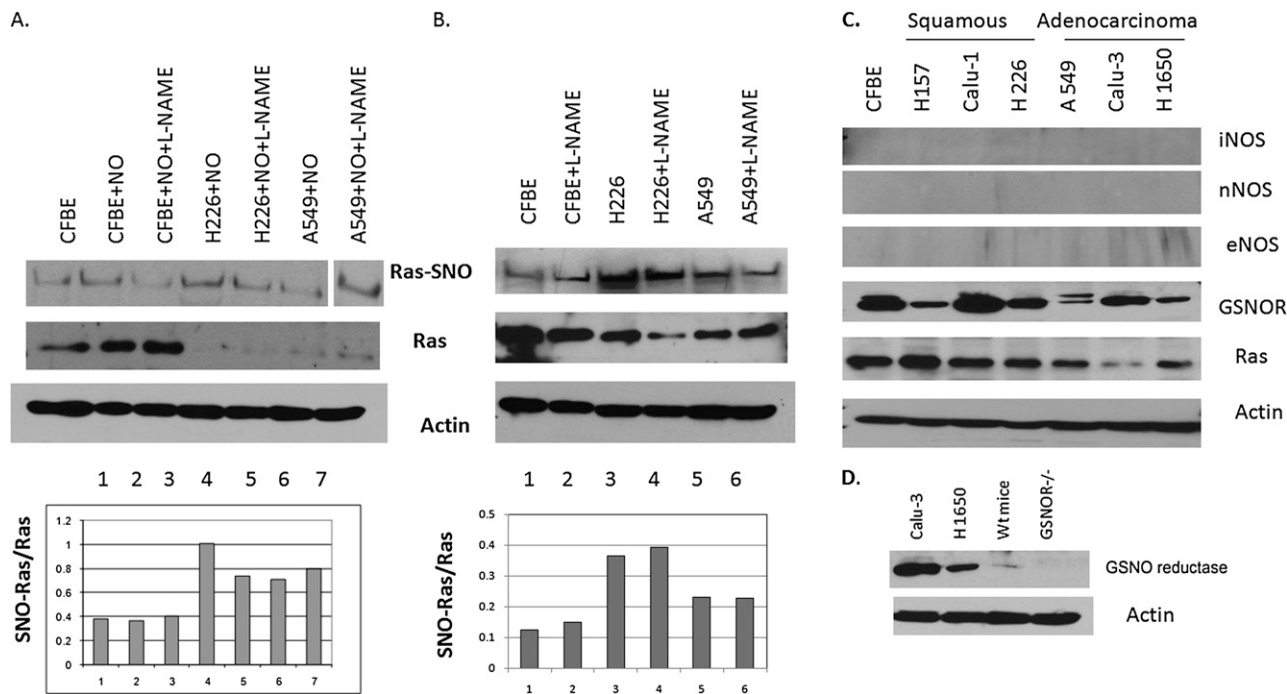 A.
CFBE
CFBE+NO
CFBE+NO+L-NAME
H226+NO
H226+NO+L-NAME
A549+NO
A549+NO+L-NAME
Ras-SNO
Ras
Actin
1 2 3 4 5 6 7
SNO-Ras/Ras
1.2
1
0.8
0.6
0.4
0.2
0
1 2 3 4 5 6 7
B.
CFBE
CFBE+L-NAME
H226
H226+L-NAME
A549
A549+L-NAME
1 2 3 4 5 6
SNO-Ras/Ras
0.5
0.4
0.3
0.2
0.1
0
1 2 3 4 5 6
C.
Squamous Adenocarcinoma
CFBE
H157
Calu-1
H 226
A 549
Calu-3
H 1650
iNOS
nNOS
eNOS
GSNOR
Ras
Actin
D.
Calu-3
H 1650
Wt mice
GSNOR-/-
GSNO reductase
Actin